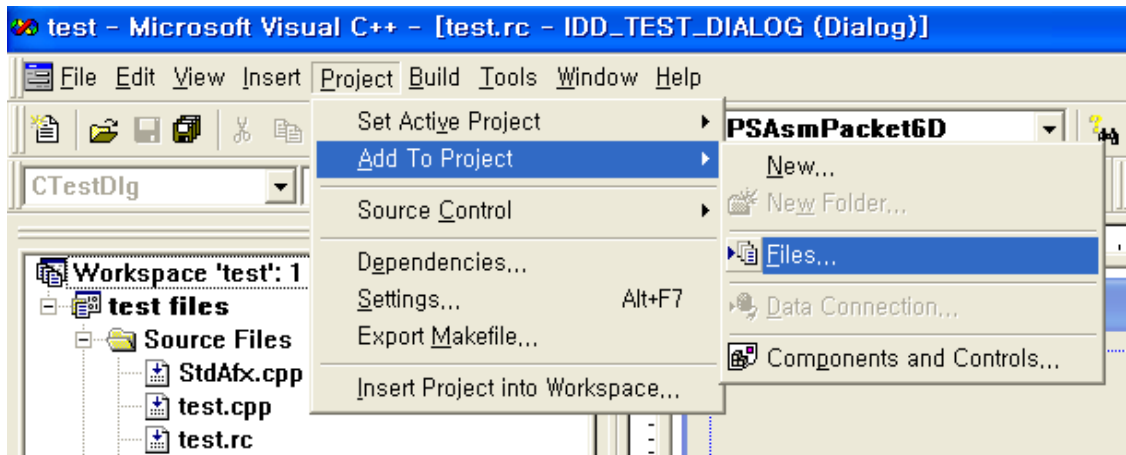 test - Microsoft Visual C++ - [test.rc - IDD_TEST_DIALOG (Dialog)]
File Edit View Insert Project Build Tools Window Help
Set Active Project
PSAsmPacket6D
Add To Project
New...
CTestDlg
New Folder...
Source Control
Files...
Workspace 'test': 1
Dependencies...
test files
Settings... Alt+F7
Data Connection...
Source Files
Export Makefile...
Components and Controls...
StdAfx.cpp
Insert Project into Workspace...
test.cpp
test.rc